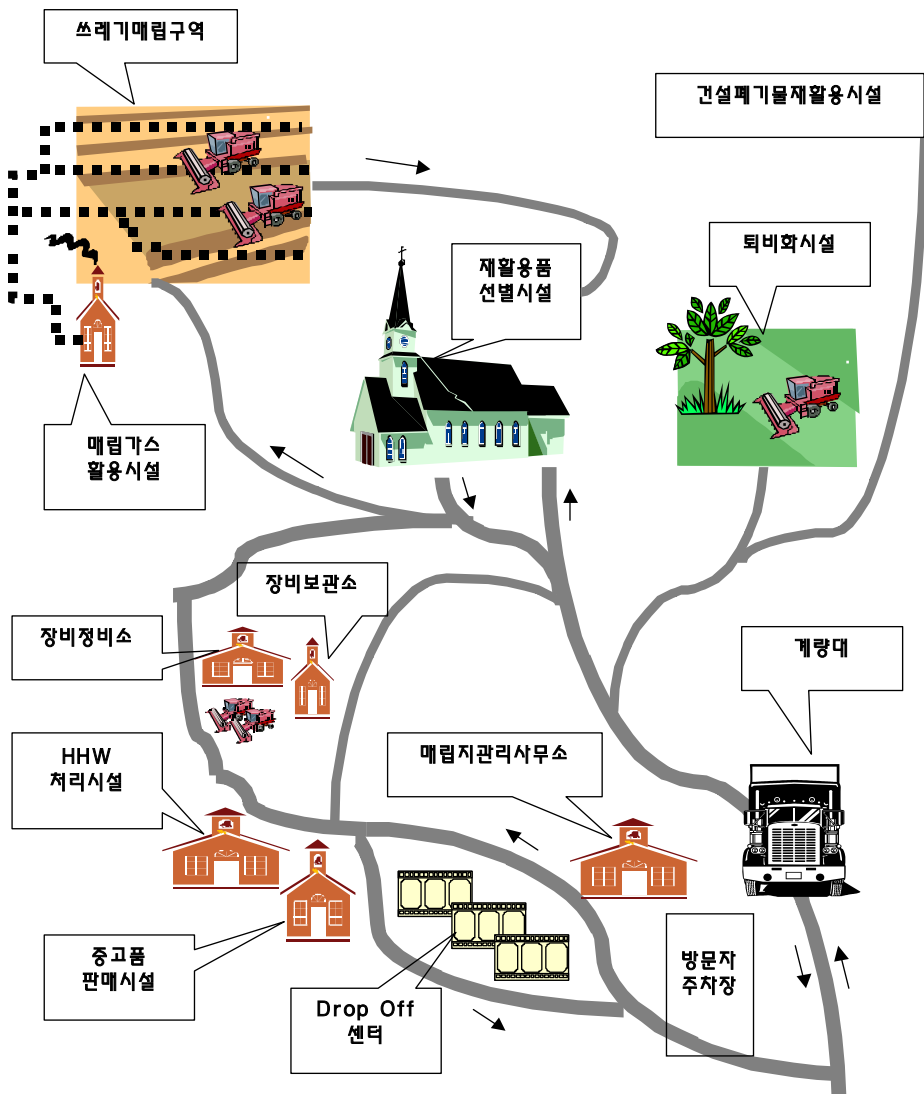 쓰레기매립구역
건설폐기물재활용시설
퇴비화시설
재활용품
선별시설
매립가스
활용시설
장비보관소
장비정비소
계량대
HHW
처리시설
매립지관리사무소
중고품
판매시설
Drop Off
센터
방문자
주차장